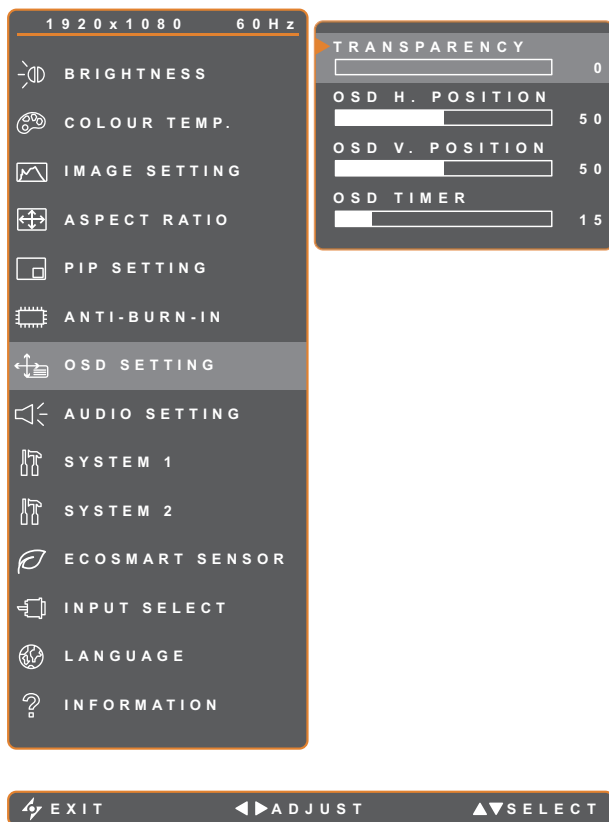 1920x1080 60Hz
BRIGHTNESS
COLOUR TEMP.
IMAGE SETTING
ASPECT RATIO
PIP SETTING
ANTI-BURN-IN
OSD SETTING
AUDIO SETTING
SYSTEM 1
SYSTEM 2
ECOSMART SENSOR
INPUT SELECT
LANGUAGE
INFORMATION
TRANSPARENCY
0
OSD H. POSITION
50
OSD V. POSITION
50
OSD TIMER
15
EXIT ADJUST SELECT